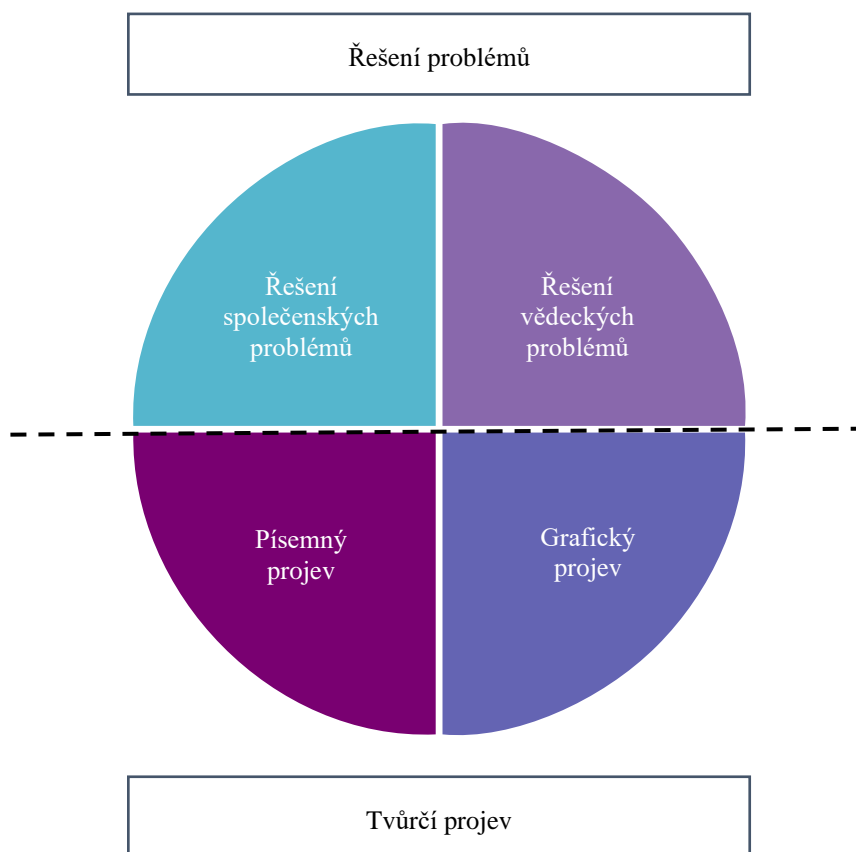 Řešení problémů
Řešení
společenských
problémů
Řešení
vědeckých
problémů
Písemný
projev
Grafický
projev
Tvůrčí projev